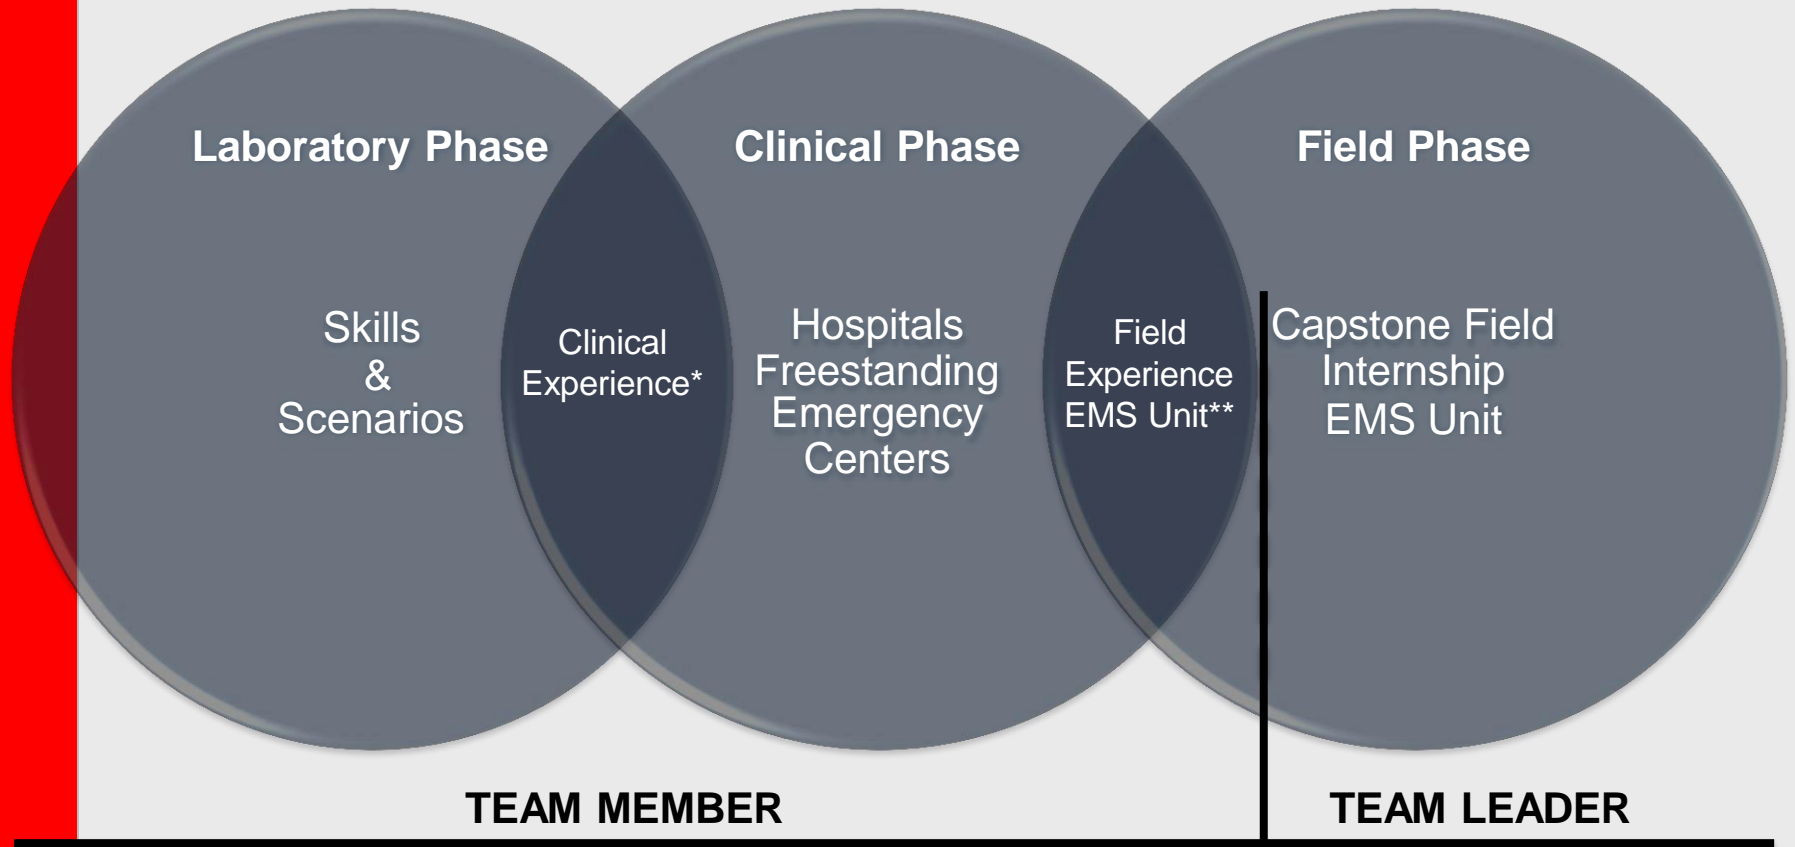 Laboratory Phase
Skills
&
Scenarios
Clinical
Experience*
Clinical Phase
Hospitals
Freestanding
Emergency
Centers
Field
Experience
EMS Unit**
Field Phase
Capstone Field
Internship
EMS Unit
TEAM MEMBER
TEAM LEADER